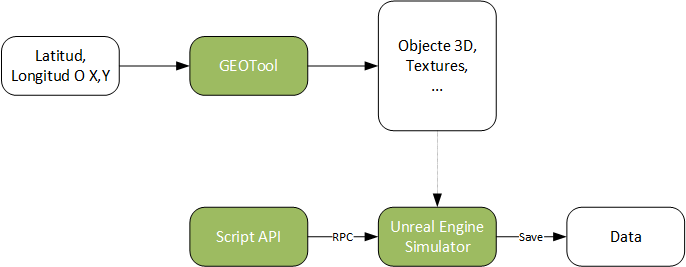 Latitud,
Longitud O X,Y
GEOTool
Objecte 3D,
Textures,
...
Script API
RPC
Unreal Engine
Simulator
Save
Data